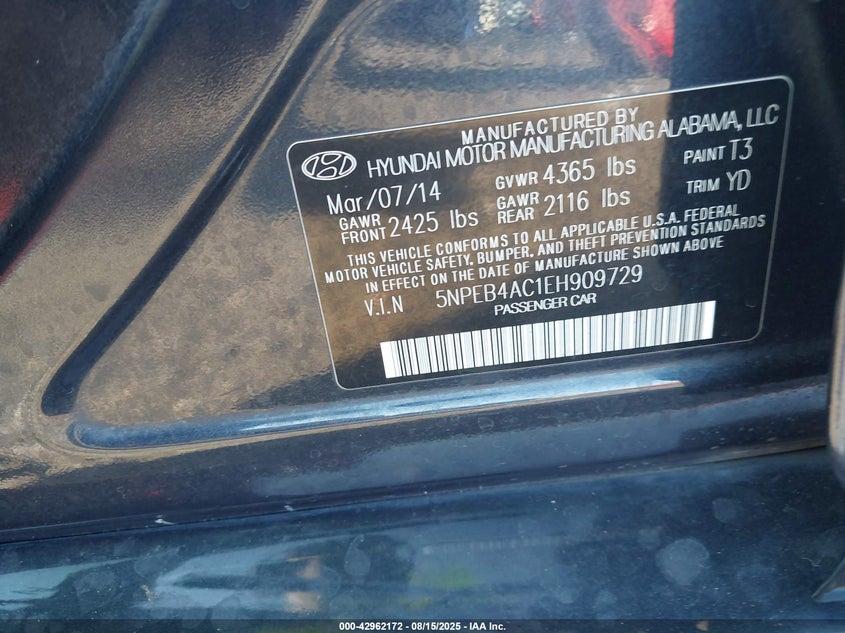 MANUFACTURED BY
HYUNDAI MOTOR MANUFACTURING ALABAMA, LLC
Mar/07/14 GVWR 4365 lbs PAINT T3
GAWR FRONT 2425 lbs GAWR REAR 2116 lbs TRIM YD
THIS VEHICLE CONFORMS TO ALL APPLICABLE U.S.A. FEDERAL
MOTOR VEHICLE SAFETY, BUMPER, AND THEFT PREVENTION STANDARDS
IN EFFECT ON THE DATE OF MANUFACTURE SHOWN ABOVE
V.I.N 5NPEB4AC1EH909729
PASSENGER CAR
000-42962172 - 08/15/2025 - IAA Inc.